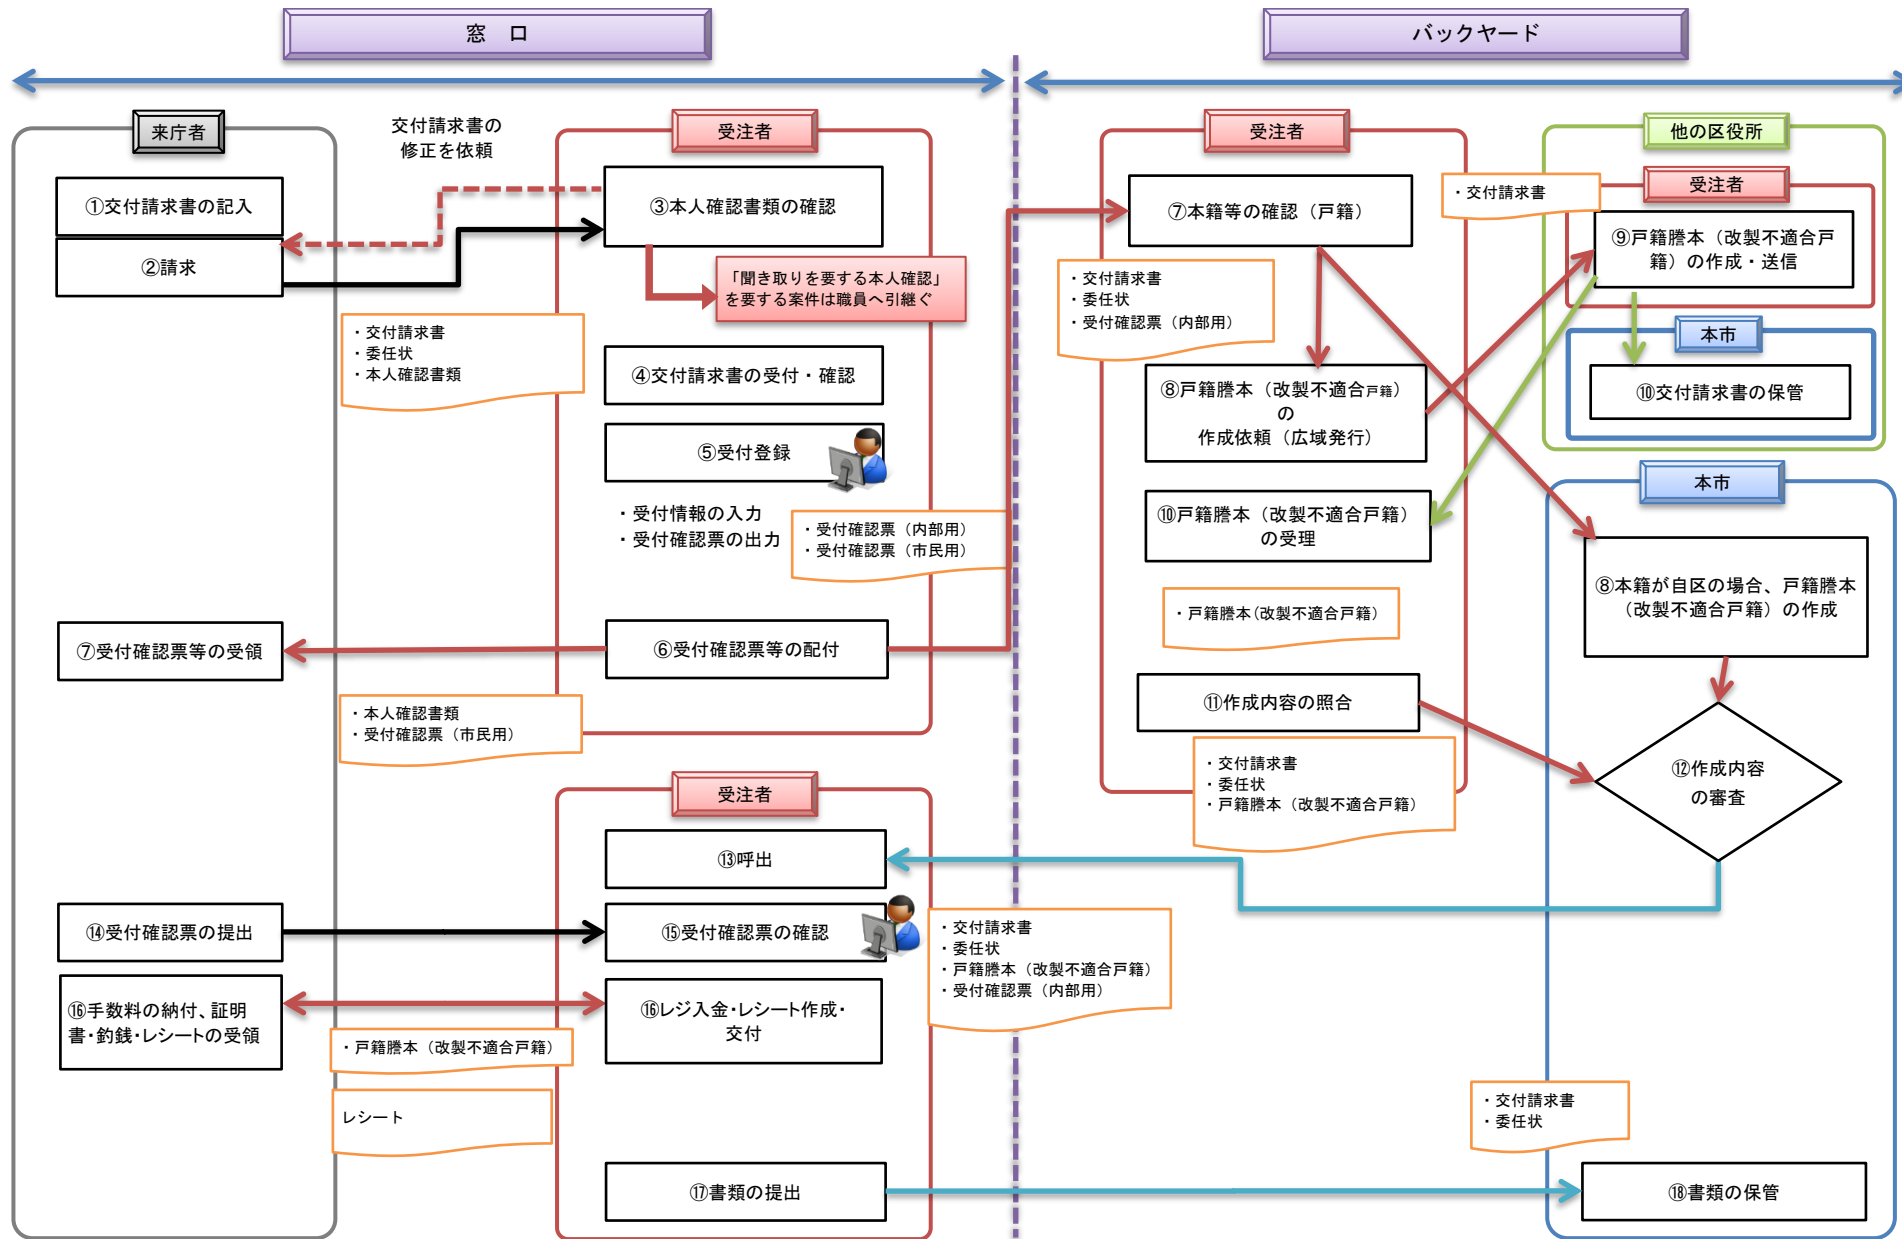 窓　口
バックヤード
来庁者
交付請求書の
修正を依頼
受注者
①交付請求書の記入
②請求
③本人確認書類の確認
「聞き取りを要する本人確認」
を要する案件は職員へ引継ぐ
・交付請求書
・委任状
・本人確認書類
④交付請求書の受付・確認
⑤受付登録
・受付情報の入力
・受付確認票の出力
・受付確認票（内部用）
・受付確認票（市民用）
⑦受付確認票等の受領
⑥受付確認票等の配付
・本人確認書類
・受付確認票（市民用）
受注者
⑬呼出
⑭受付確認票の提出
⑮受付確認票の確認
・交付請求書
・委任状
・戸籍謄本（改製不適合戸籍）
・受付確認票（内部用）
⑯手数料の納付、証明
書・釣銭・レシートの受領
⑯レジ入金・レシート作成・
交付
・戸籍謄本（改製不適合戸籍）
レシート
⑰書類の提出
受注者
⑦本籍等の確認（戸籍）
・交付請求書
・委任状
・受付確認票（内部用）
⑧戸籍謄本（改製不適合戸籍）
の
作成依頼（広域発行）
⑩戸籍謄本（改製不適合戸籍）
の受理
・戸籍謄本(改製不適合戸籍）
⑪作成内容の照合
・交付請求書
・委任状
・戸籍謄本（改製不適合戸籍）
他の区役所
・交付請求書
受注者
⑨戸籍謄本（改製不適合戸
籍）の作成・送信
本市
⑩交付請求書の保管
本市
⑧本籍が自区の場合、戸籍謄本
（改製不適合戸籍）の作成
⑫作成内容
の審査
・交付請求書
・委任状
⑱書類の保管